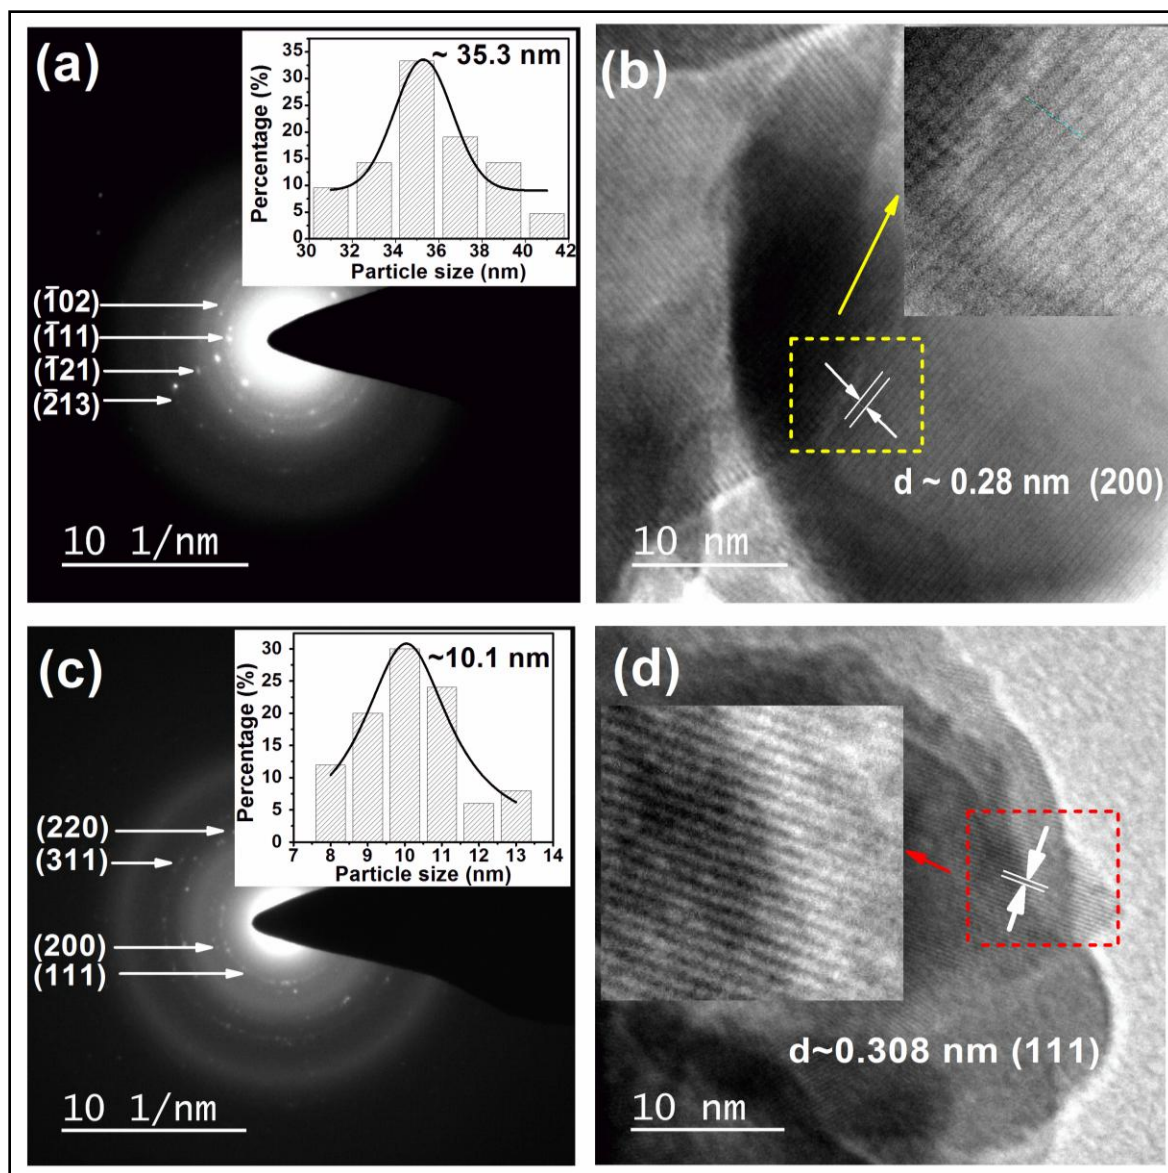 (a)
~ 35.3 nm
Percentage (%)
35
30
25
20
15
10
5
0
30 32 34 36 38 40 42
Particle size (nm)
(1̄02)
(1̄11)
(1̄21)
(2̄13)
10 1/nm
(b)
d ~ 0.28 nm (200)
10 nm
(c)
~10.1 nm
Percentage (%)
30
25
20
15
10
5
0
7 8 9 10 11 12 13 14
Particle size (nm)
(220)
(311)
(200)
(111)
10 1/nm
(d)
d~0.308 nm (111)
10 nm